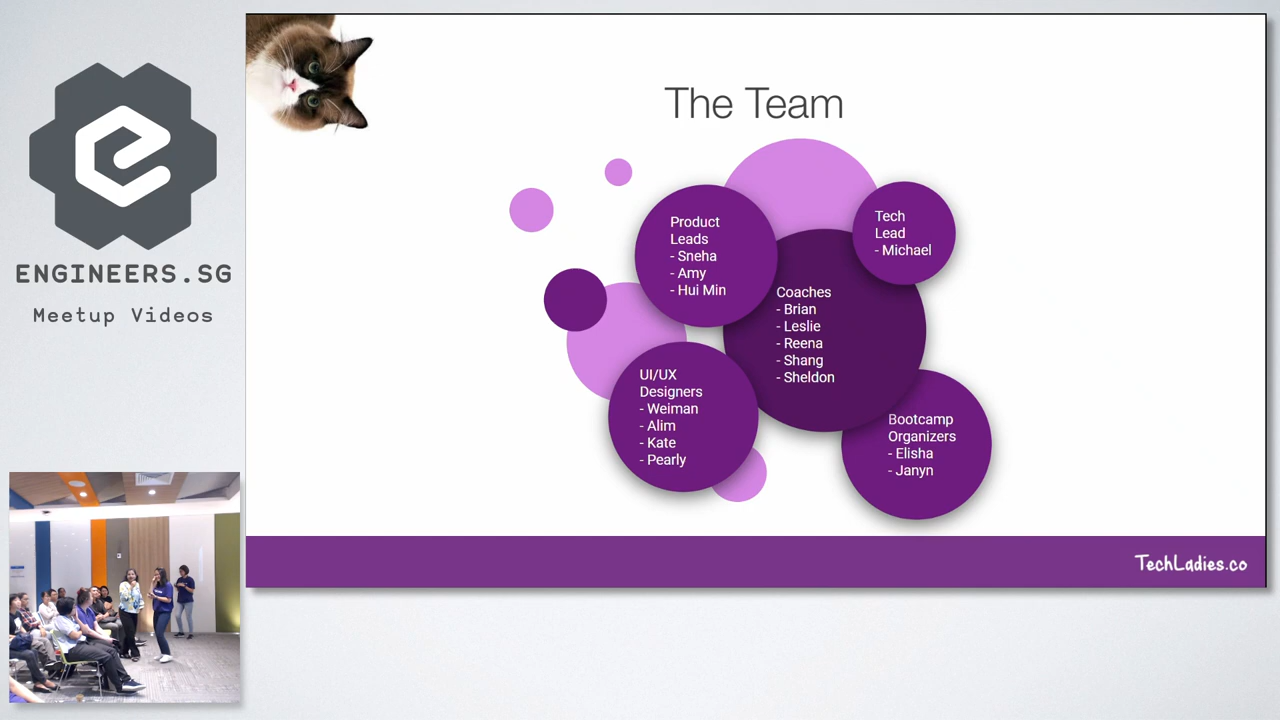 ENGINEERS.SG
Meetup Videos
The Team
Product
Leads
- Sneha
- Amy
- Hui Min
Tech
Lead
- Michael
Coaches
- Brian
- Leslie
- Reena
- Shang
- Sheldon
UI/UX
Designers
- Weiman
- Alim
- Kate
- Pearly
Bootcamp
Organizers
- Elisha
- Janyn
TechLadies.co